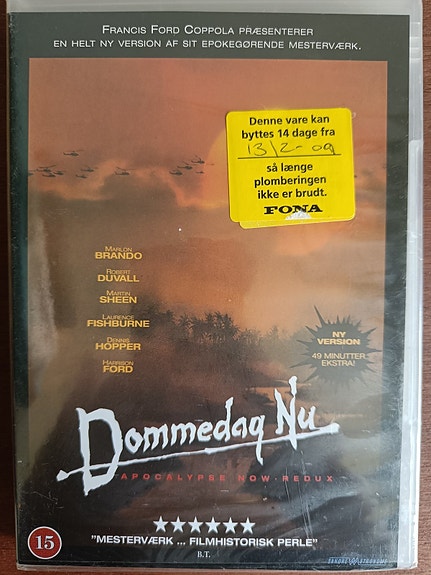 FRANCIS FORD COPPOLA PRÆSENTERER
EN HELT NY VERSION AF SIT EPOKEGØRENDE MESTERVÆRK.
Denne vare kan
byttes 14 dage fra
13/2-09
så længe
plomberingen
ikke er brudt.
FONA
MARLON
BRANDO
ROBERT
DUVALL
MARTIN
SHEEN
LAURENCE
FISHBURNE
DENNIS
HOPPER
HARRISON
FORD
NY
VERSION
49 MINUTTER
EKSTRA!
Dommedag Nu
APOCALYPSE NOW REDUX
15
"MESTERVÆRK ... FILMHISTORISK PERLE"
B.T.